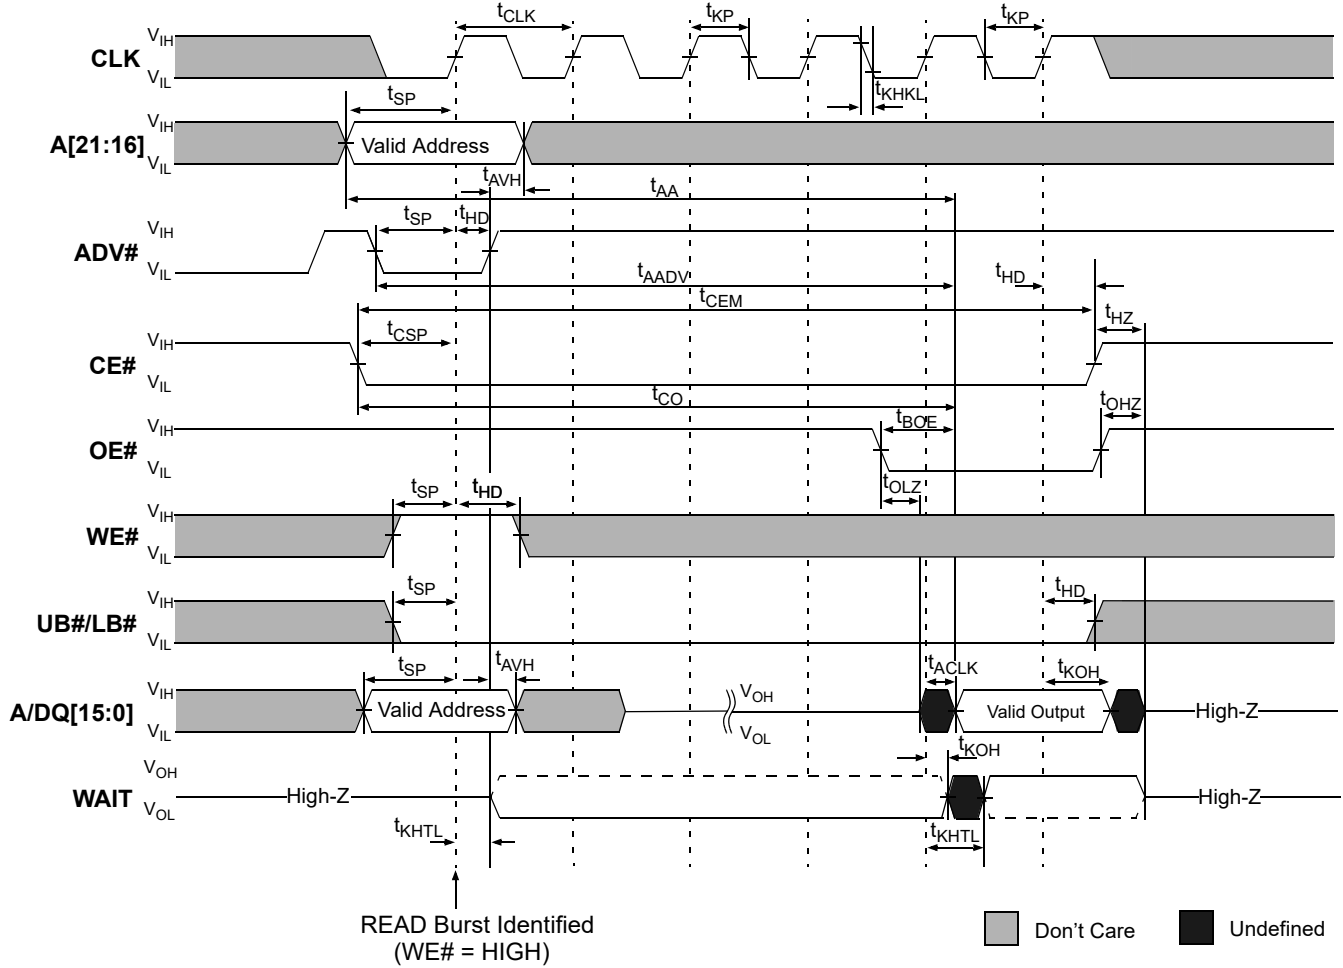 tCLK
tKP
tKP
VIH
CLK
VIL
tSP
tKHKL
VIH
A[21:16]
Valid Address
VIL
tAVH
tAA
VIH
tSP
tHD
ADV#
VIL
tAADV
tHD
tCEM
tHZ
VIH
tCSP
CE#
VIL
tCO
tOHZ
VIH
tBOE
OE#
VIL
tSP
tHD
tOLZ
VIH
WE#
VIL
tSP
tHD
VIH
UB#/LB#
VIL
tSP
tAVH
tACLK
tKOH
VIH
A/DQ[15:0]
Valid Address
VOH
Valid Output
High-Z
VIL
VOL
tKOH
VOH
WAIT
High-Z
High-Z
VOL
tKHTL
tKHTL
READ Burst Identified
(WE# = HIGH)
Don't Care
Undefined